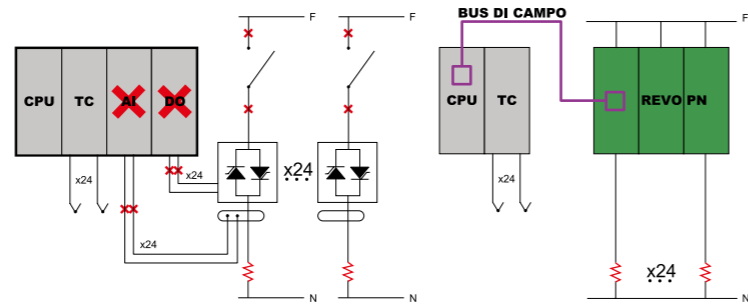 BUS DI CAMPO
F
F
F
CPU
TC
AI
DO
CPU
TC
REVO PN
x24
x24
x24
x24
x24
x24
x24
N
N
N